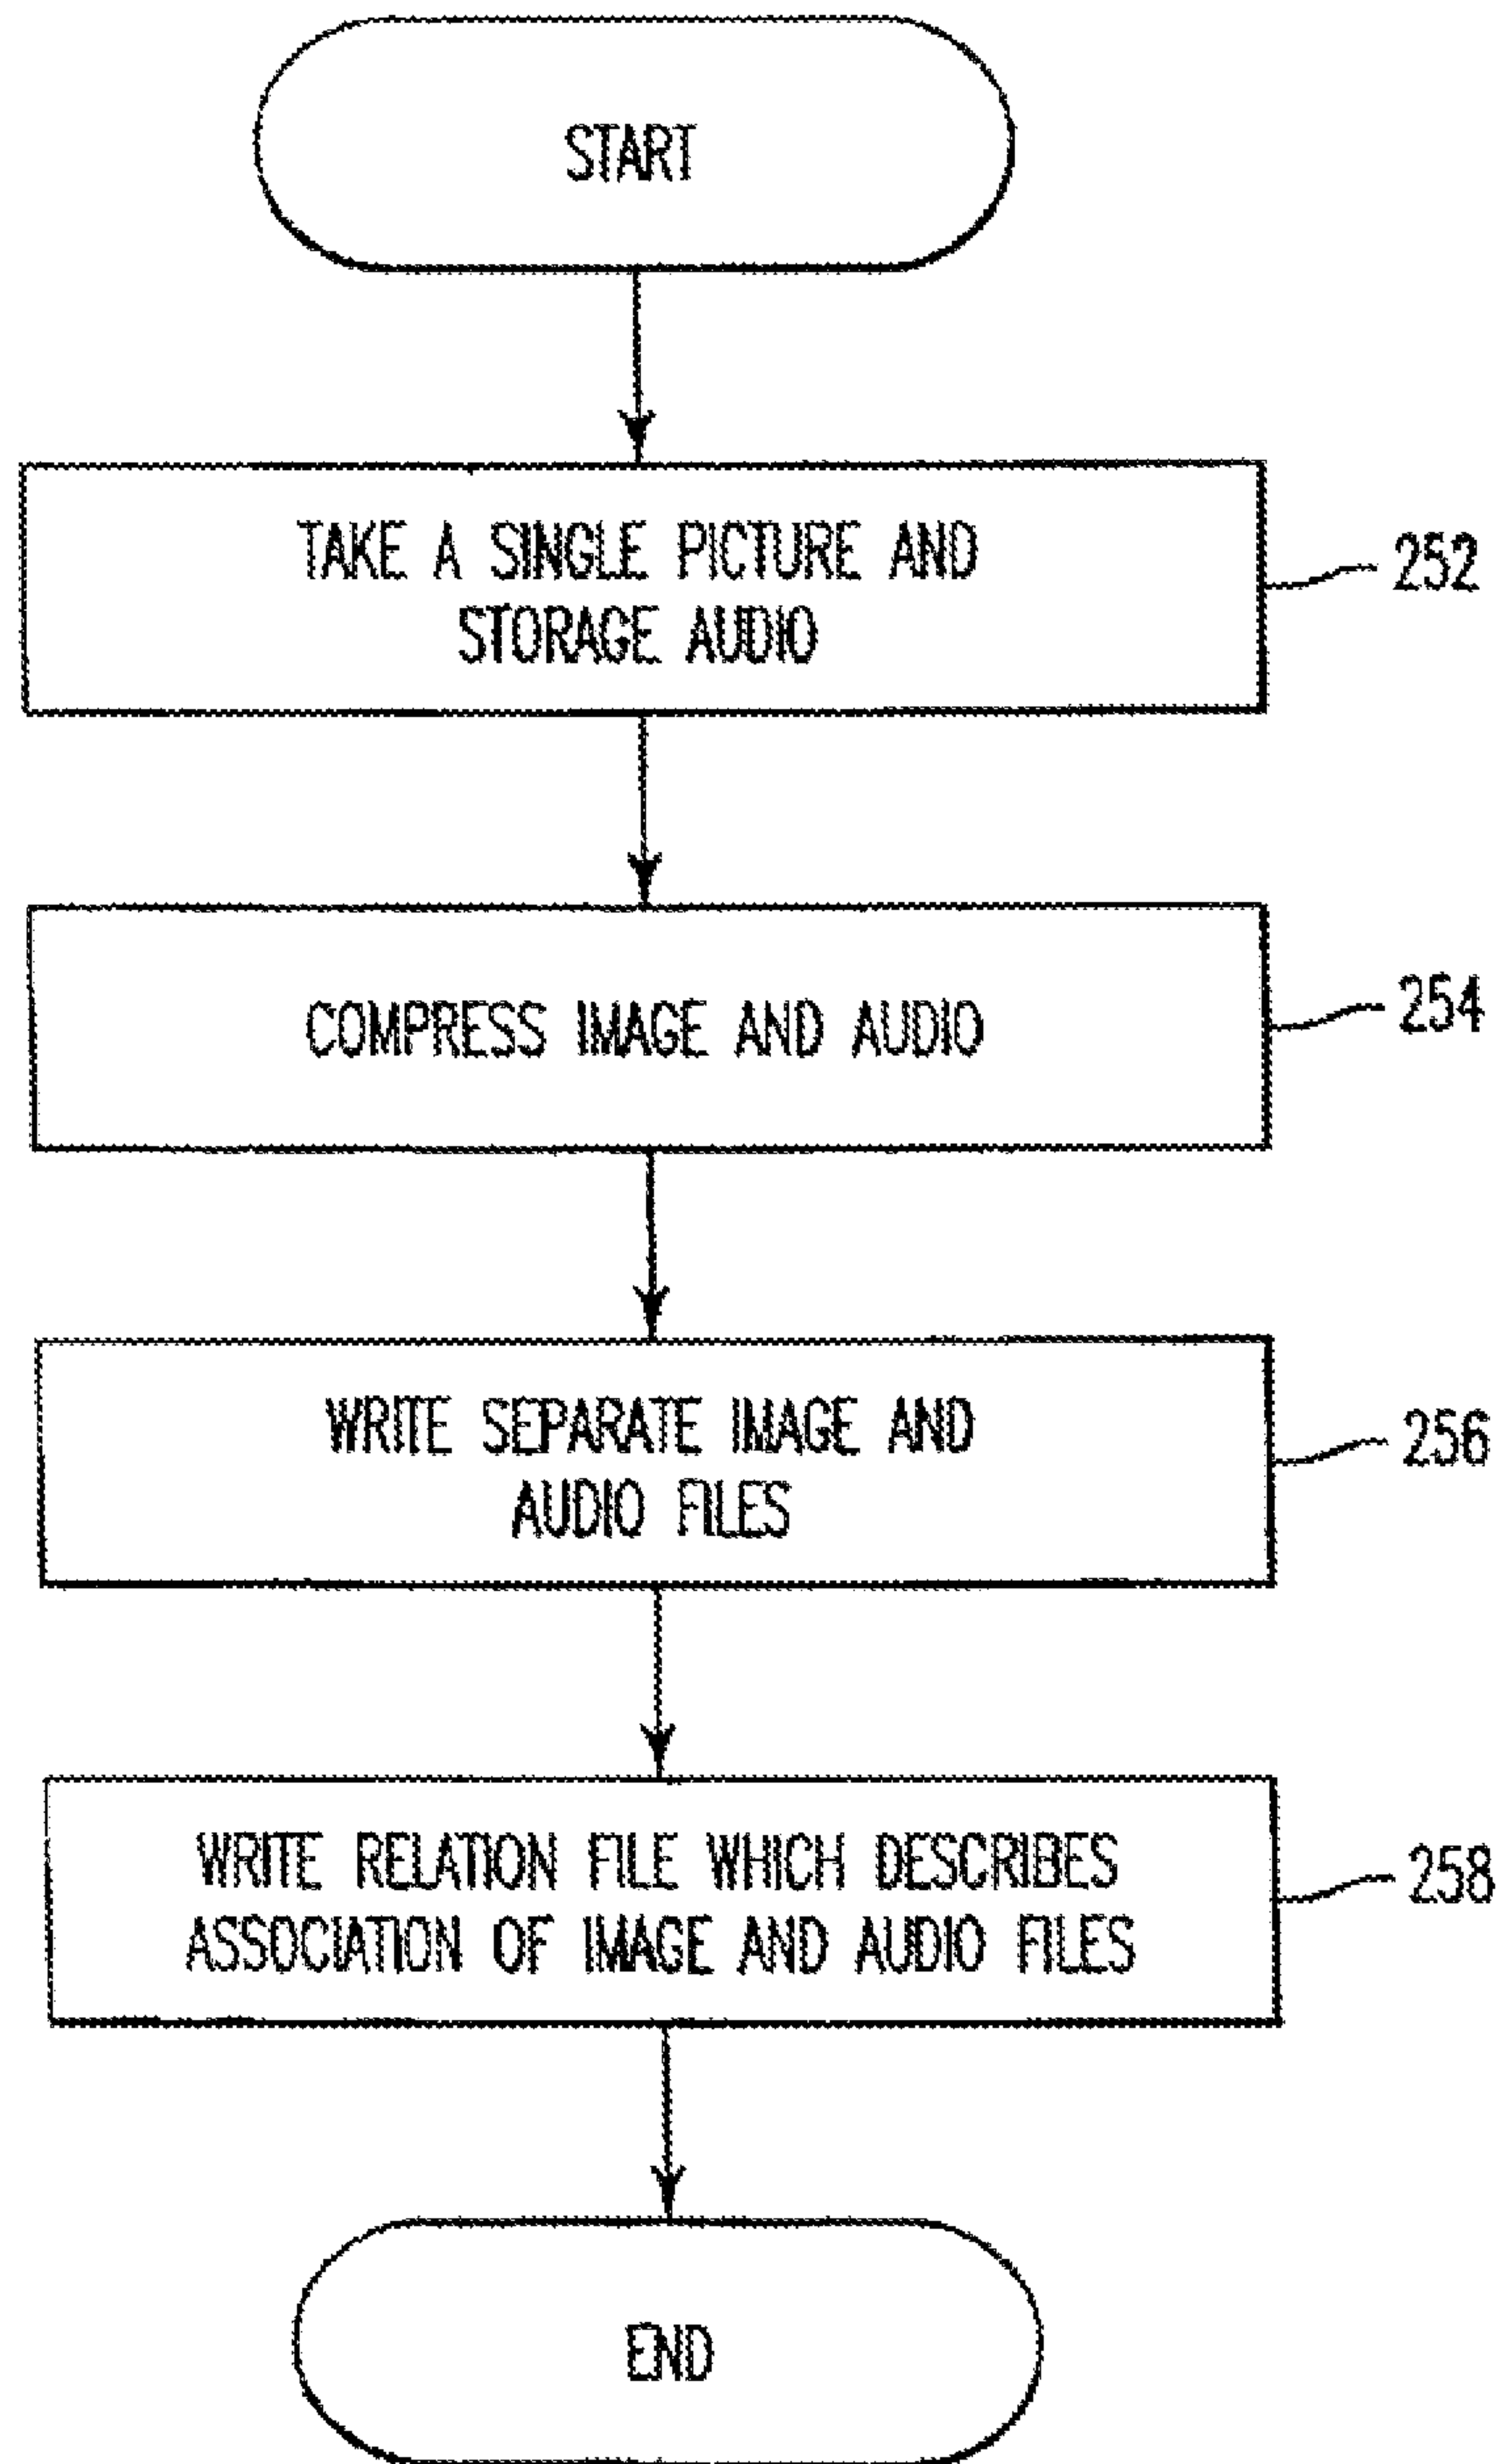 START
TAKE A SINGLE PICTURE AND
STORAGE AUDIO
252
COMPRESS IMAGE AND AUDIO
254
WRITE SEPARATE IMAGE AND
AUDIO FILES
256
WRITE RELATION FILE WHICH DESCRIBES
ASSOCIATION OF IMAGE AND AUDIO FILES
258
END